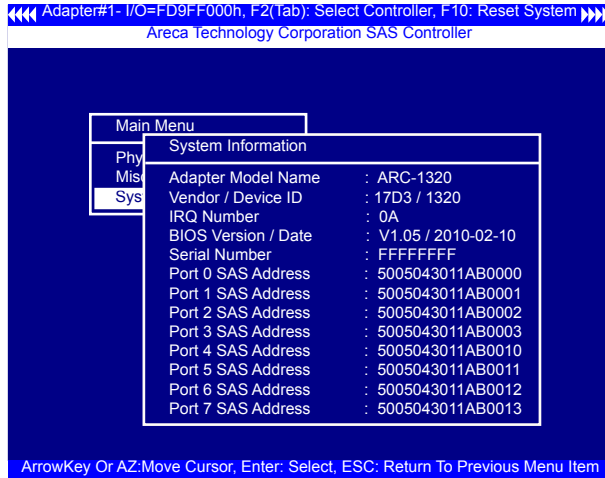 Adapter#1- I/O=FD9FF000h, F2(Tab): Select Controller, F10: Reset System
Areca Technology Corporation SAS Controller
Main Menu
Phy
Misc
Sys
System Information
Adapter Model Name : ARC-1320
Vendor / Device ID : 17D3 / 1320
IRQ Number : 0A
BIOS Version / Date : V1.05 / 2010-02-10
Serial Number : FFFFFFFF
Port 0 SAS Address : 5005043011AB0000
Port 1 SAS Address : 5005043011AB0001
Port 2 SAS Address : 5005043011AB0002
Port 3 SAS Address : 5005043011AB0003
Port 4 SAS Address : 5005043011AB0010
Port 5 SAS Address : 5005043011AB0011
Port 6 SAS Address : 5005043011AB0012
Port 7 SAS Address : 5005043011AB0013
ArrowKey Or AZ:Move Cursor, Enter: Select, ESC: Return To Previous Menu Item